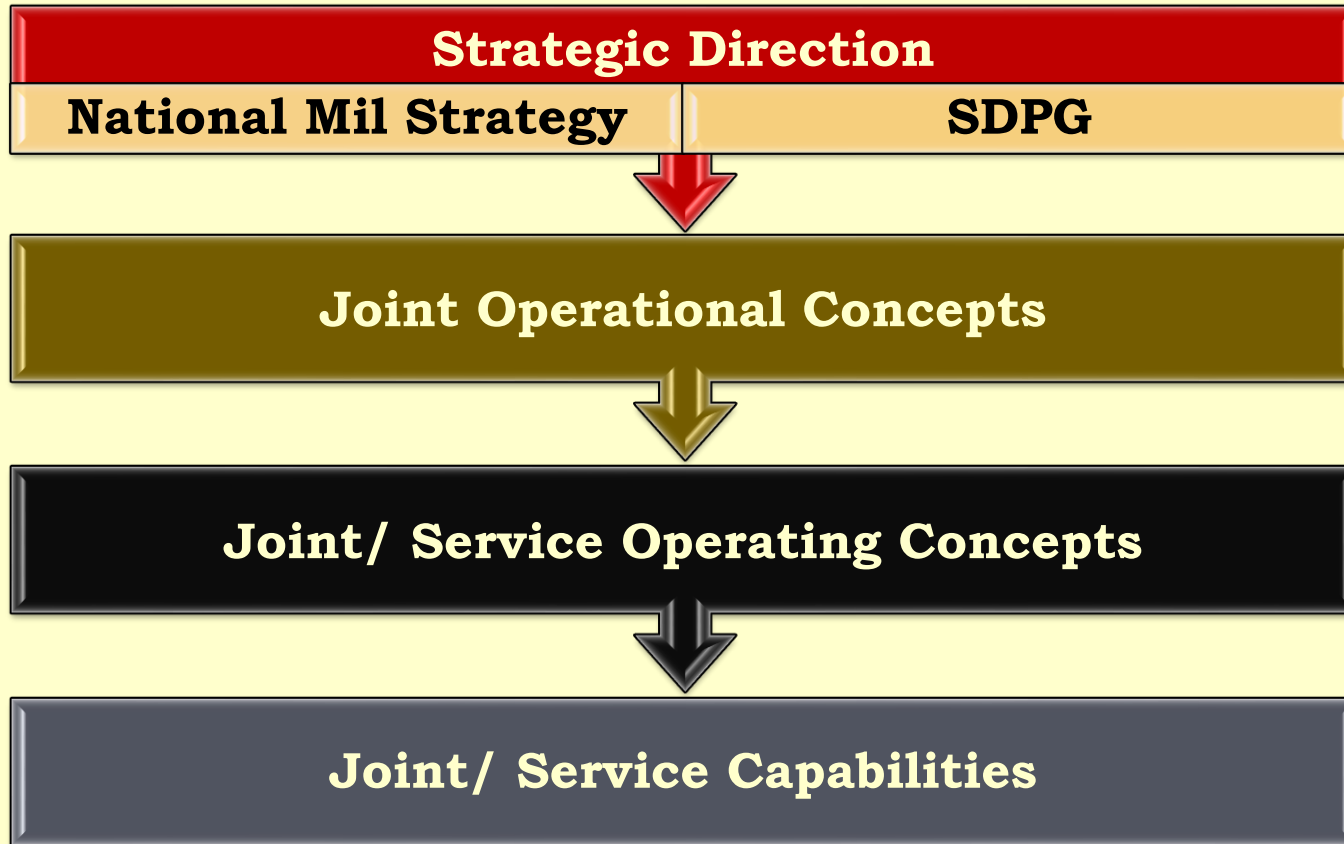 Strategic Direction
National Mil Strategy
SDPG
Joint Operational Concepts
Joint/ Service Operating Concepts
Joint/ Service Capabilities